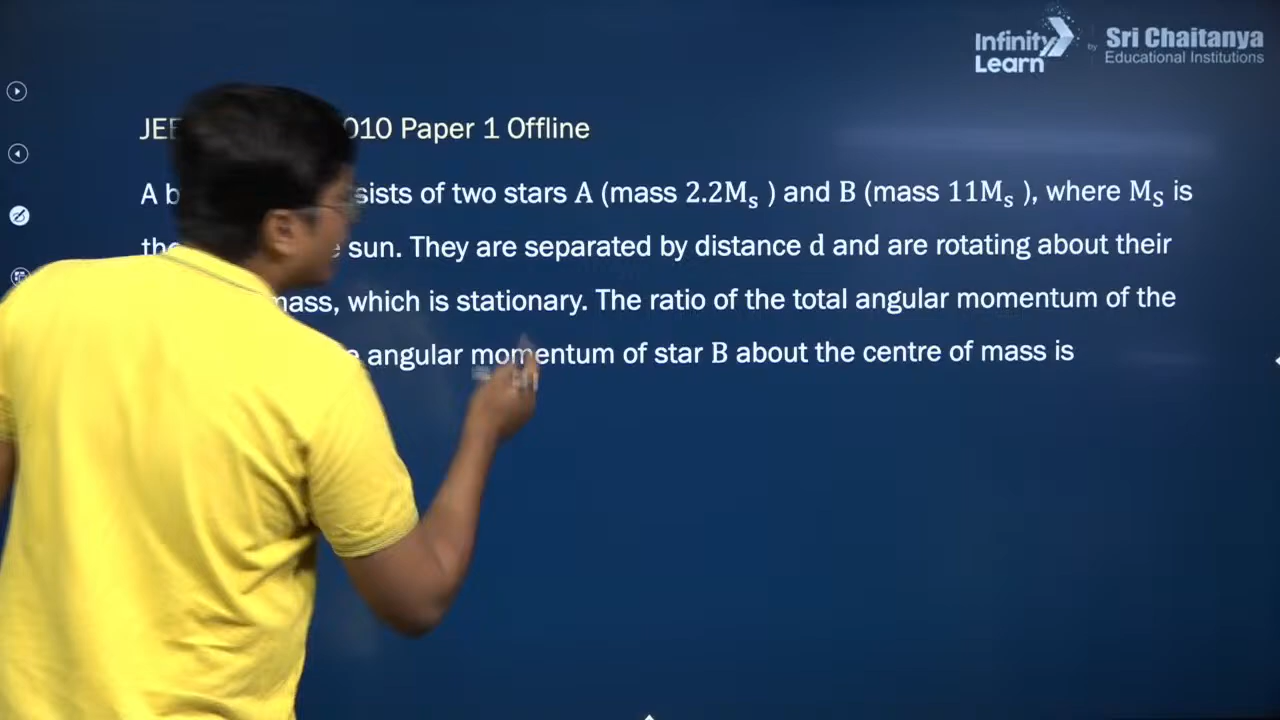 Infinity Learn by Sri Chaitanya Educational Institutions
JEE 010 Paper 1 Offline
A b sists of two stars A (mass 2.2Mₛ ) and B (mass 11Mₛ ), where M_S is
the sun. They are separated by distance d and are rotating about their
mass, which is stationary. The ratio of the total angular momentum of the
angular momentum of star B about the centre of mass is